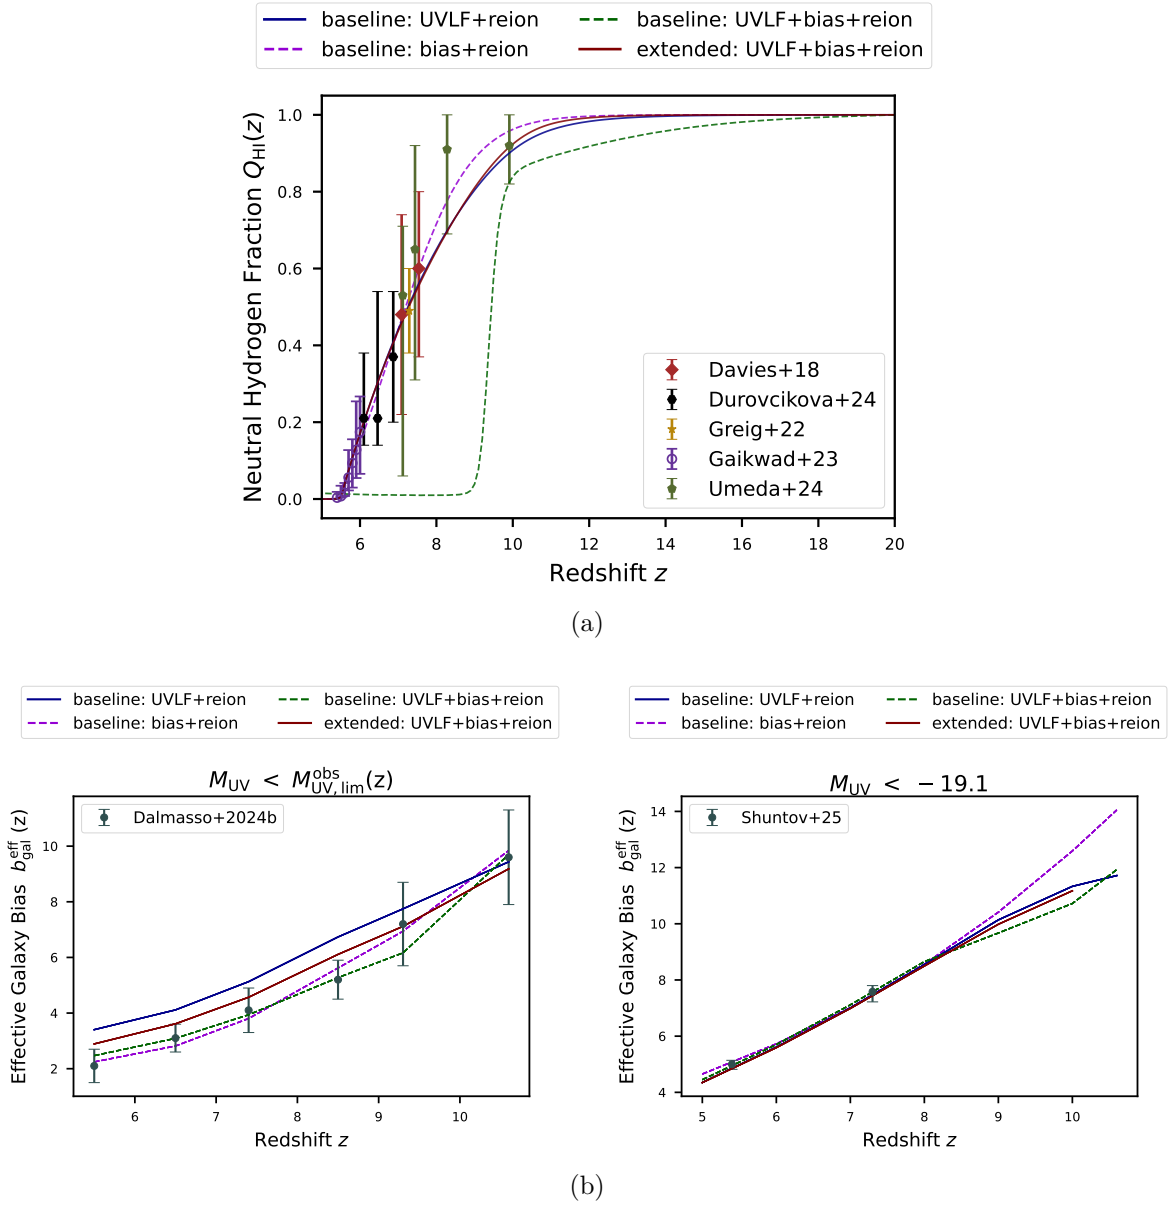 baseline: UVLF+reion
baseline: UVLF+bias+reion
baseline: bias+reion
extended: UVLF+bias+reion
Neutral Hydrogen Fraction Q_HI(z)
1.0
0.8
0.6
0.4
0.2
0.0
Davies+18
Durovcikova+24
Greig+22
Gaikwad+23
Umeda+24
6 8 10 12 14 16 18 20
Redshift z
(a)
baseline: UVLF+reion
baseline: UVLF+bias+reion
baseline: bias+reion
extended: UVLF+bias+reion
M_UV < M_UV,lim^obs(z)
Dalmasso+2024b
Effective Galaxy Bias b_gal^eff (z)
10
8
6
4
2
6 7 8 9 10
Redshift z
baseline: UVLF+reion
baseline: UVLF+bias+reion
baseline: bias+reion
extended: UVLF+bias+reion
M_UV < −19.1
Shuntov+25
Effective Galaxy Bias b_gal^eff (z)
14
12
10
8
6
4
5 6 7 8 9 10
Redshift z
(b)